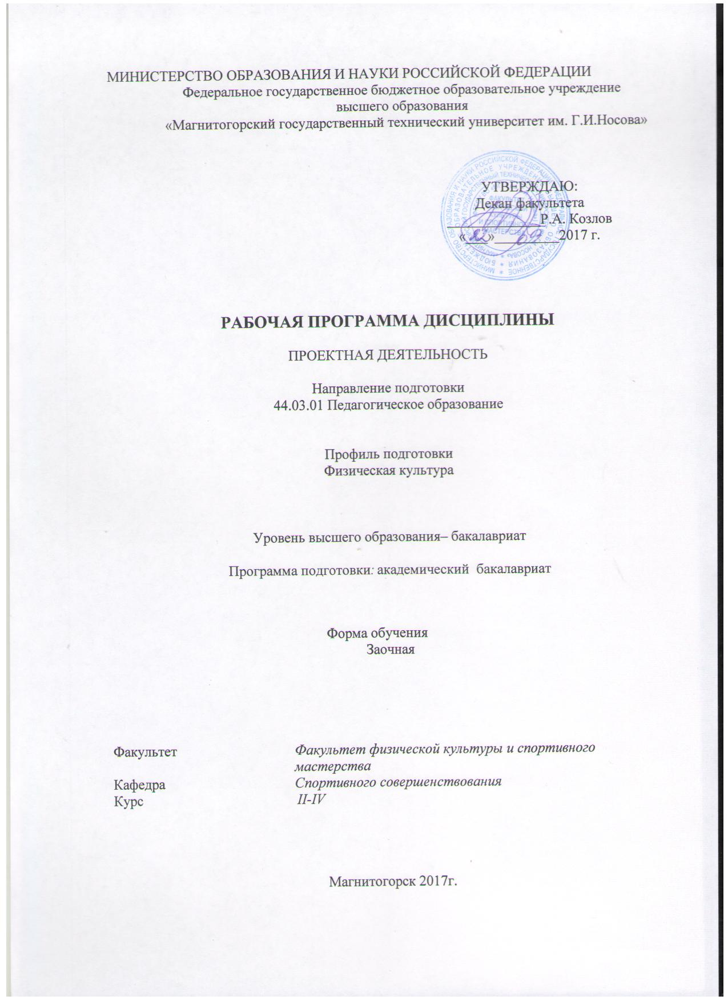 МИНИСТЕРСТВО ОБРАЗОВАНИЯ И НАУКИ РОССИЙСКОЙ ФЕДЕРАЦИИ
Федеральное государственное бюджетное образовательное учреждение
высшего образования
«Магнитогорский государственный технический университет им. Г.И.Носова»
УТВЕРЖДАЮ:
Декан факультета
Р.А. Козлов
«22» 2017 г.
РАБОЧАЯ ПРОГРАММА ДИСЦИПЛИНЫ
ПРОЕКТНАЯ ДЕЯТЕЛЬНОСТЬ
Направление подготовки
44.03.01 Педагогическое образование
Профиль подготовки
Физическая культура
Уровень высшего образования– бакалавриат
Программа подготовки: академический бакалавриат
Форма обучения
Заочная
Факультет Факультет физической культуры и спортивного
мастерства
Кафедра Спортивного совершенствования
Курс II-IV
Магнитогорск 2017г.